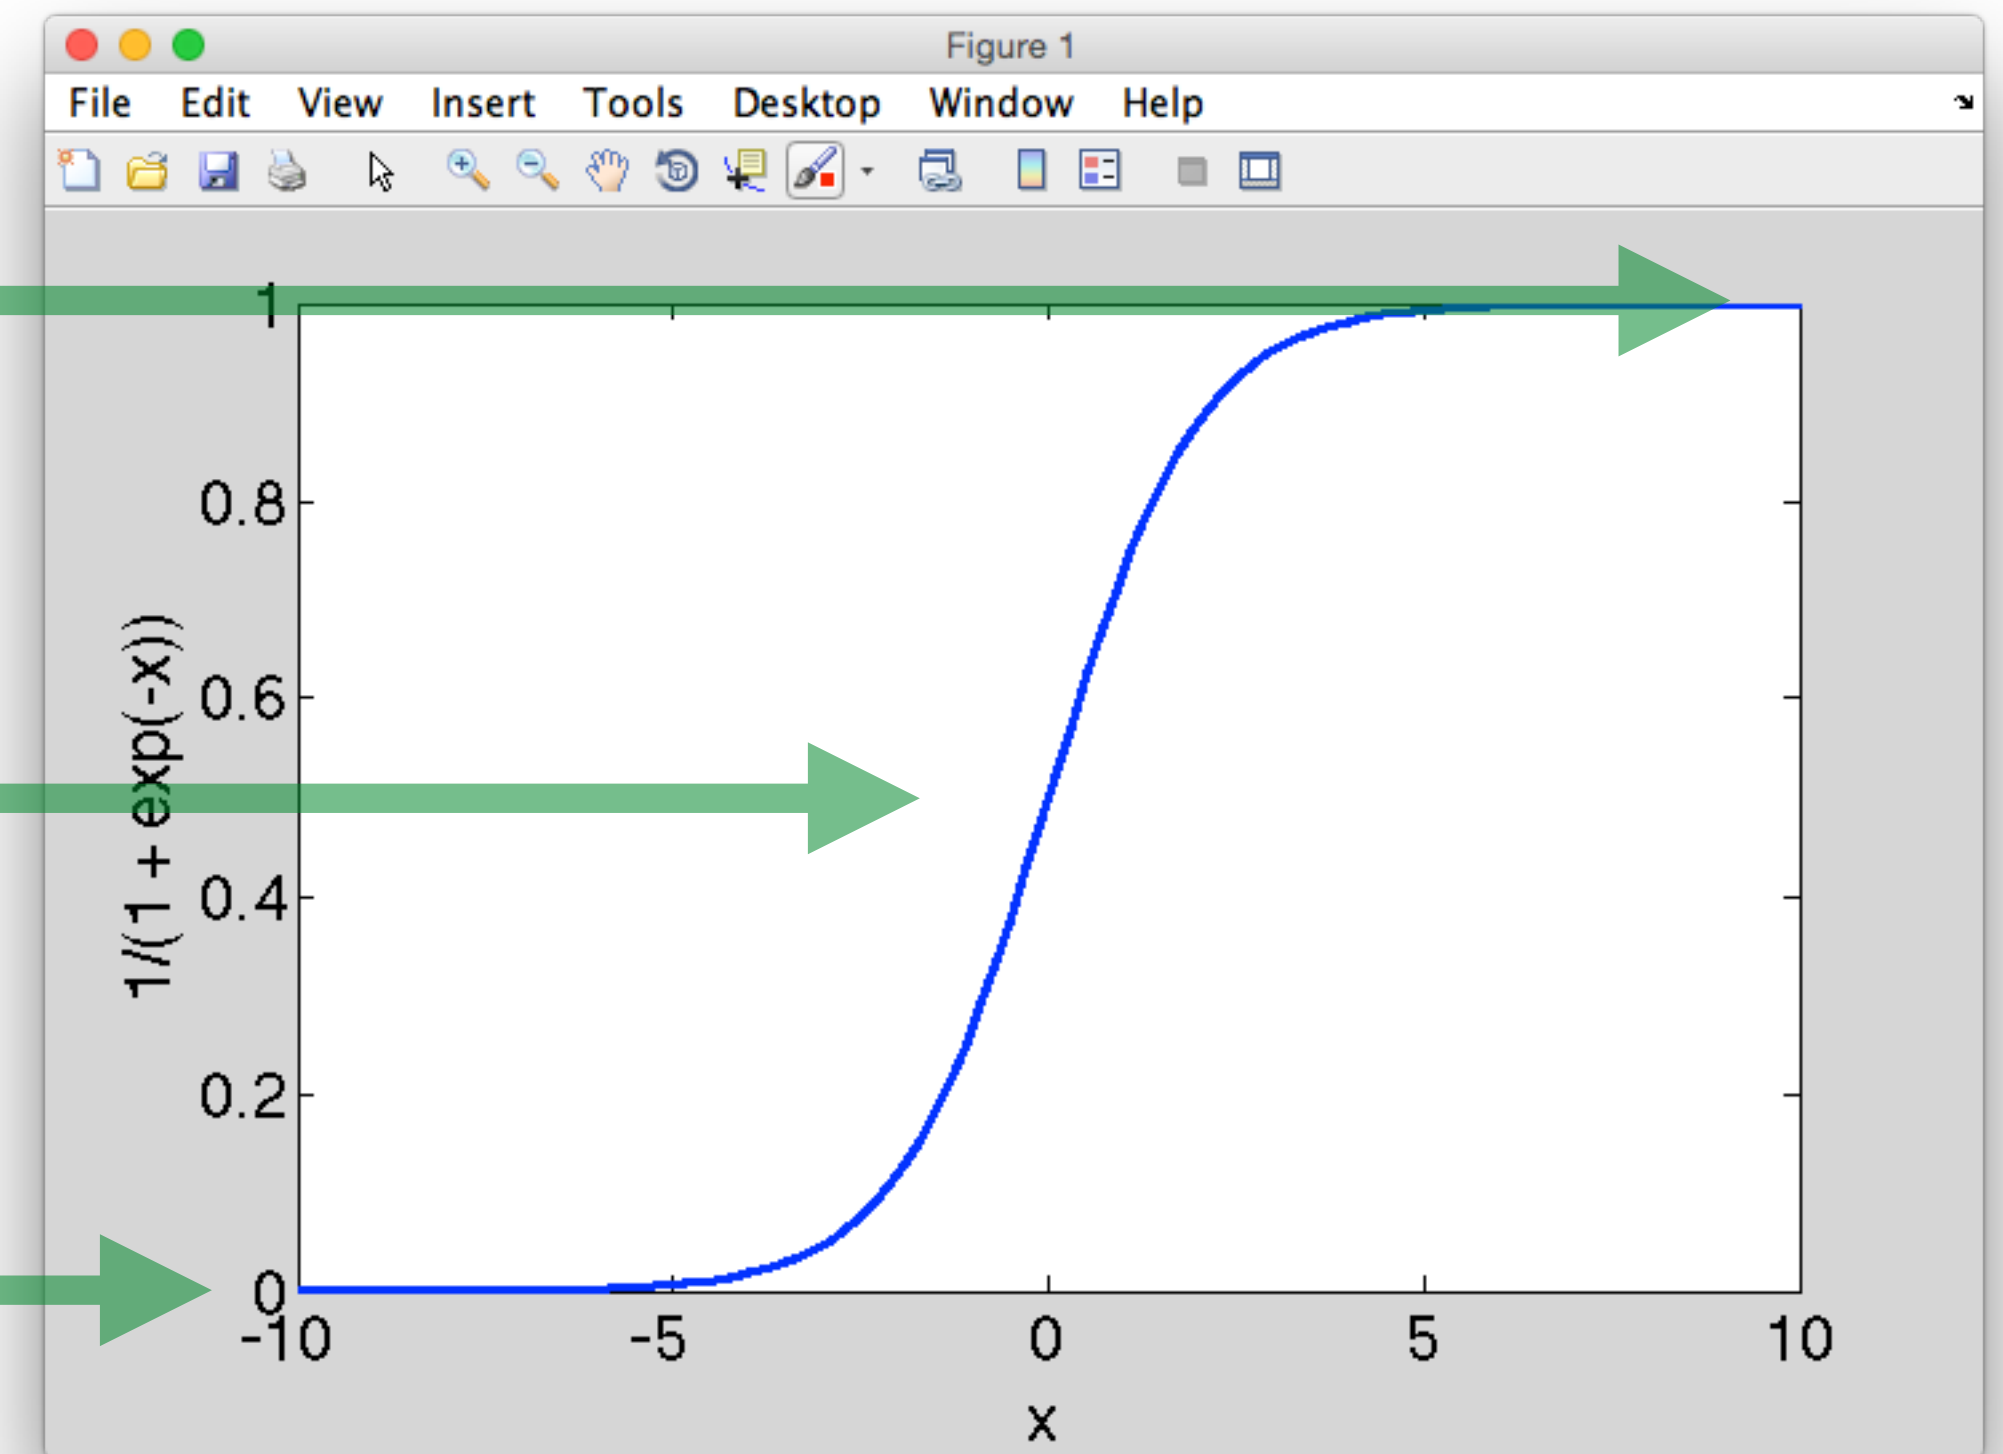 Figure 1
File Edit View Insert Tools Desktop Window Help
1
0.8
0.6
0.4
0.2
0
1/(1 + exp(-x))
-10 -5 0 5 10
x